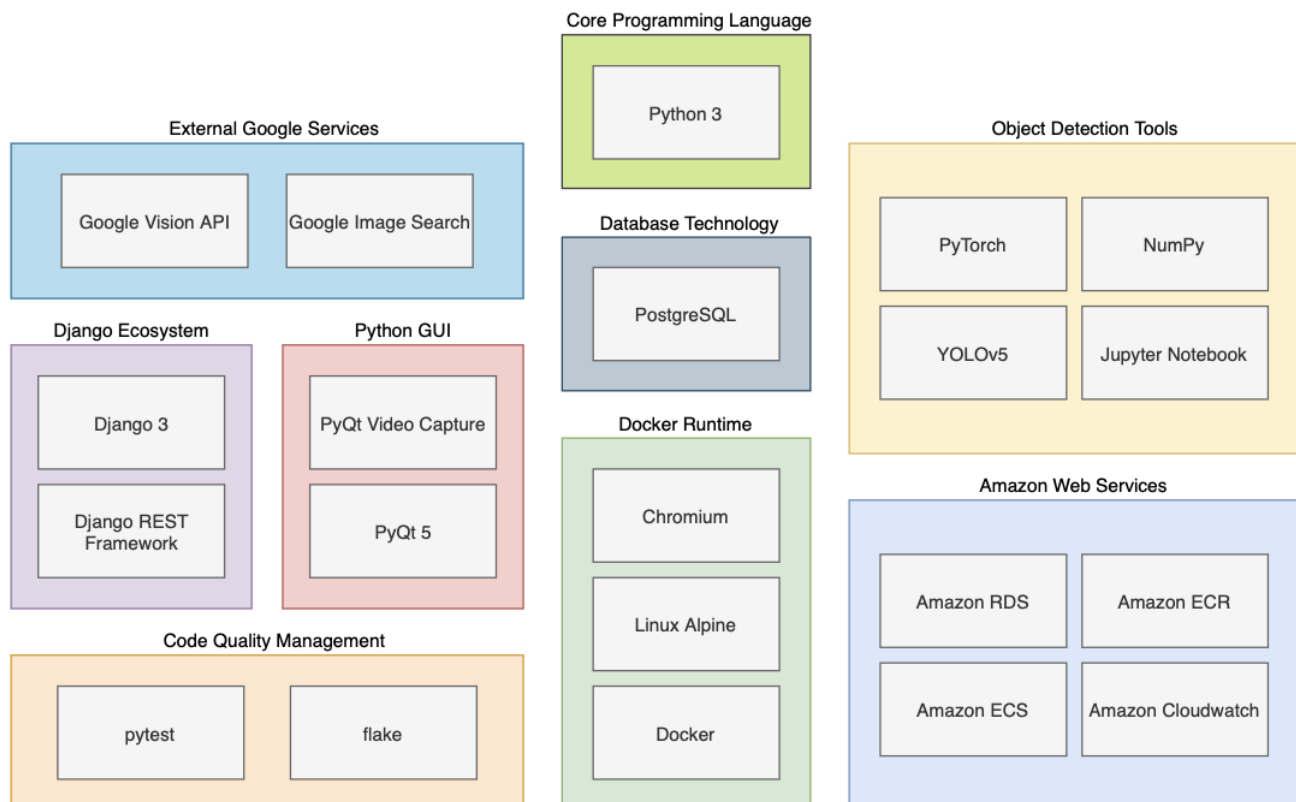 Core Programming Language
Python 3
External Google Services
Google Vision API
Google Image Search
Object Detection Tools
PyTorch
NumPy
YOLOv5
Jupyter Notebook
Database Technology
PostgreSQL
Django Ecosystem
Django 3
Django REST
Framework
Python GUI
PyQt Video Capture
PyQt 5
Docker Runtime
Chromium
Linux Alpine
Docker
Amazon Web Services
Amazon RDS
Amazon ECR
Amazon ECS
Amazon Cloudwatch
Code Quality Management
pytest
flake